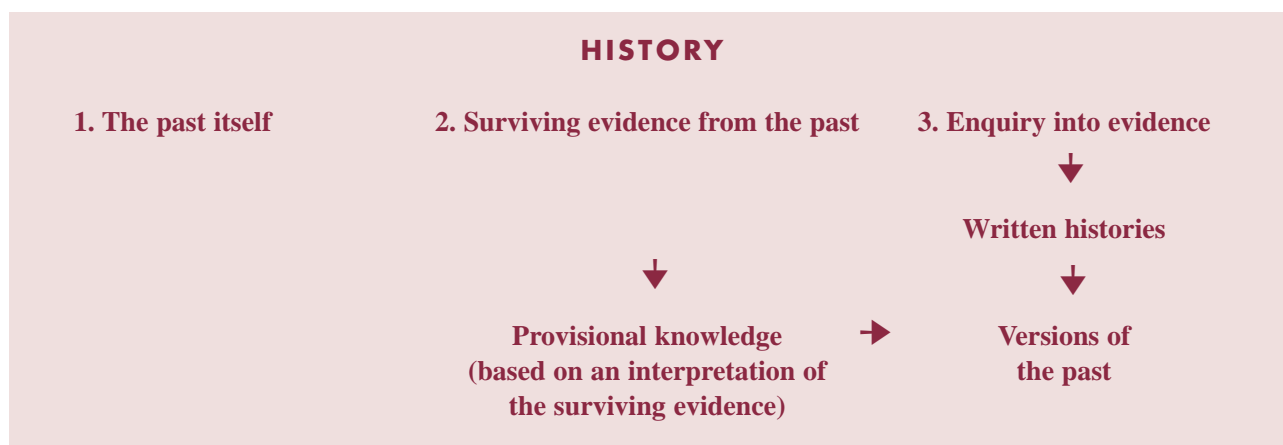 HISTORY
1. The past itself
2. Surviving evidence from the past
3. Enquiry into evidence
Written histories
Provisional knowledge
(based on an interpretation of
the surviving evidence)
Versions of
the past